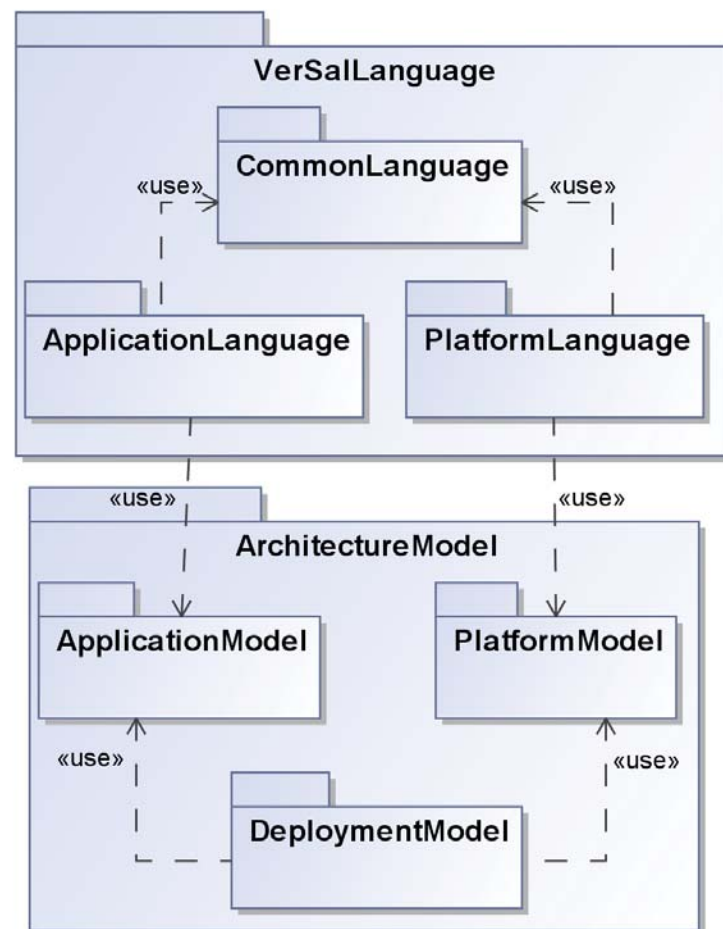 VerSalLanguage
CommonLanguage
«use»
«use»
ApplicationLanguage
PlatformLanguage
«use»
«use»
ArchitectureModel
ApplicationModel
PlatformModel
«use»
«use»
DeploymentModel